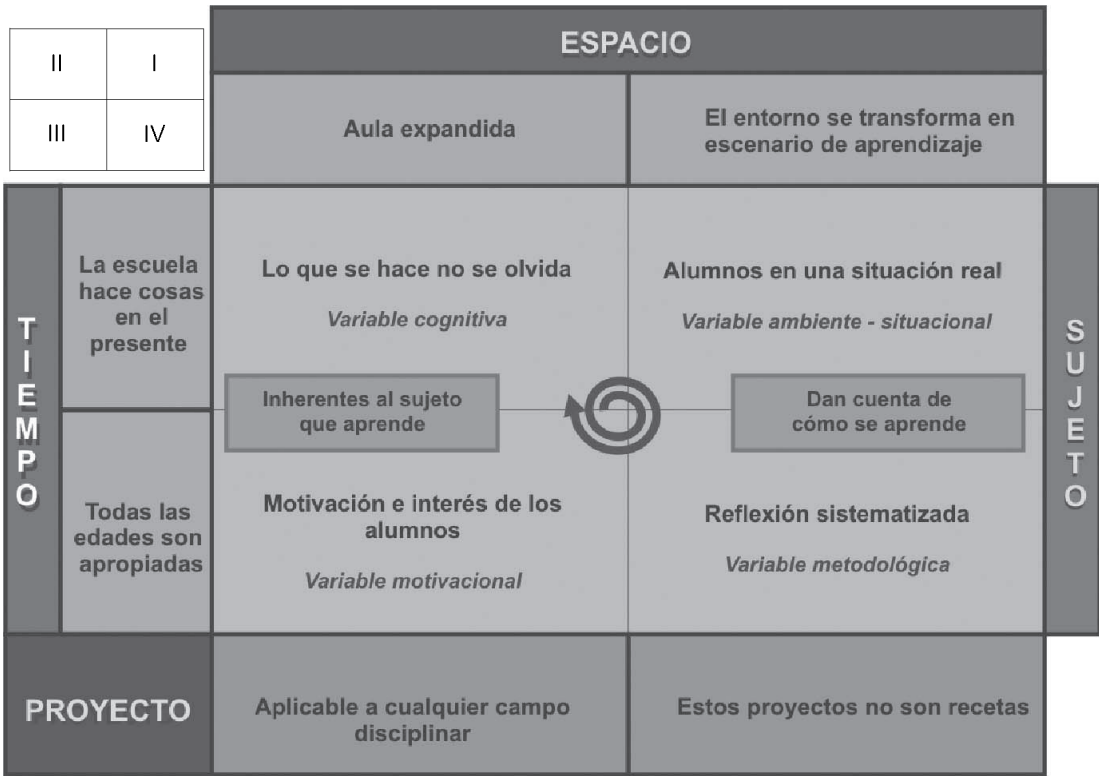 II
I
III
IV
ESPACIO
Aula expandida
El entorno se transforma en
escenario de aprendizaje
TIEMPO
La escuela
hace cosas
en el
presente
Lo que se hace no se olvida
Variable cognitiva
Alumnos en una situación real
Variable ambiente - situacional
SUJETO
Inherentes al sujeto
que aprende
Dan cuenta de
cómo se aprende
Todas las
edades son
apropiadas
Motivación e interés de los
alumnos
Variable motivacional
Reflexión sistematizada
Variable metodológica
PROYECTO
Aplicable a cualquier campo
disciplinar
Estos proyectos no son recetas